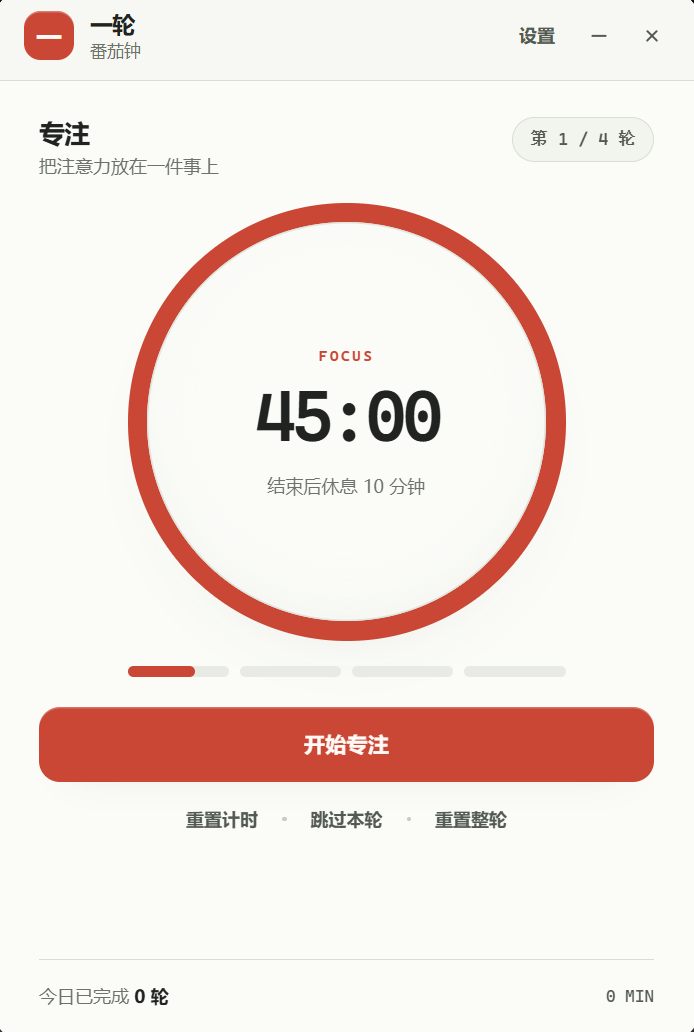 一轮
番茄钟
设置
专注
把注意力放在一件事上
第 1 / 4 轮
FOCUS
45:00
结束后休息 10 分钟
开始专注
重置计时 · 跳过本轮 · 重置整轮
今日已完成 0 轮
0 MIN